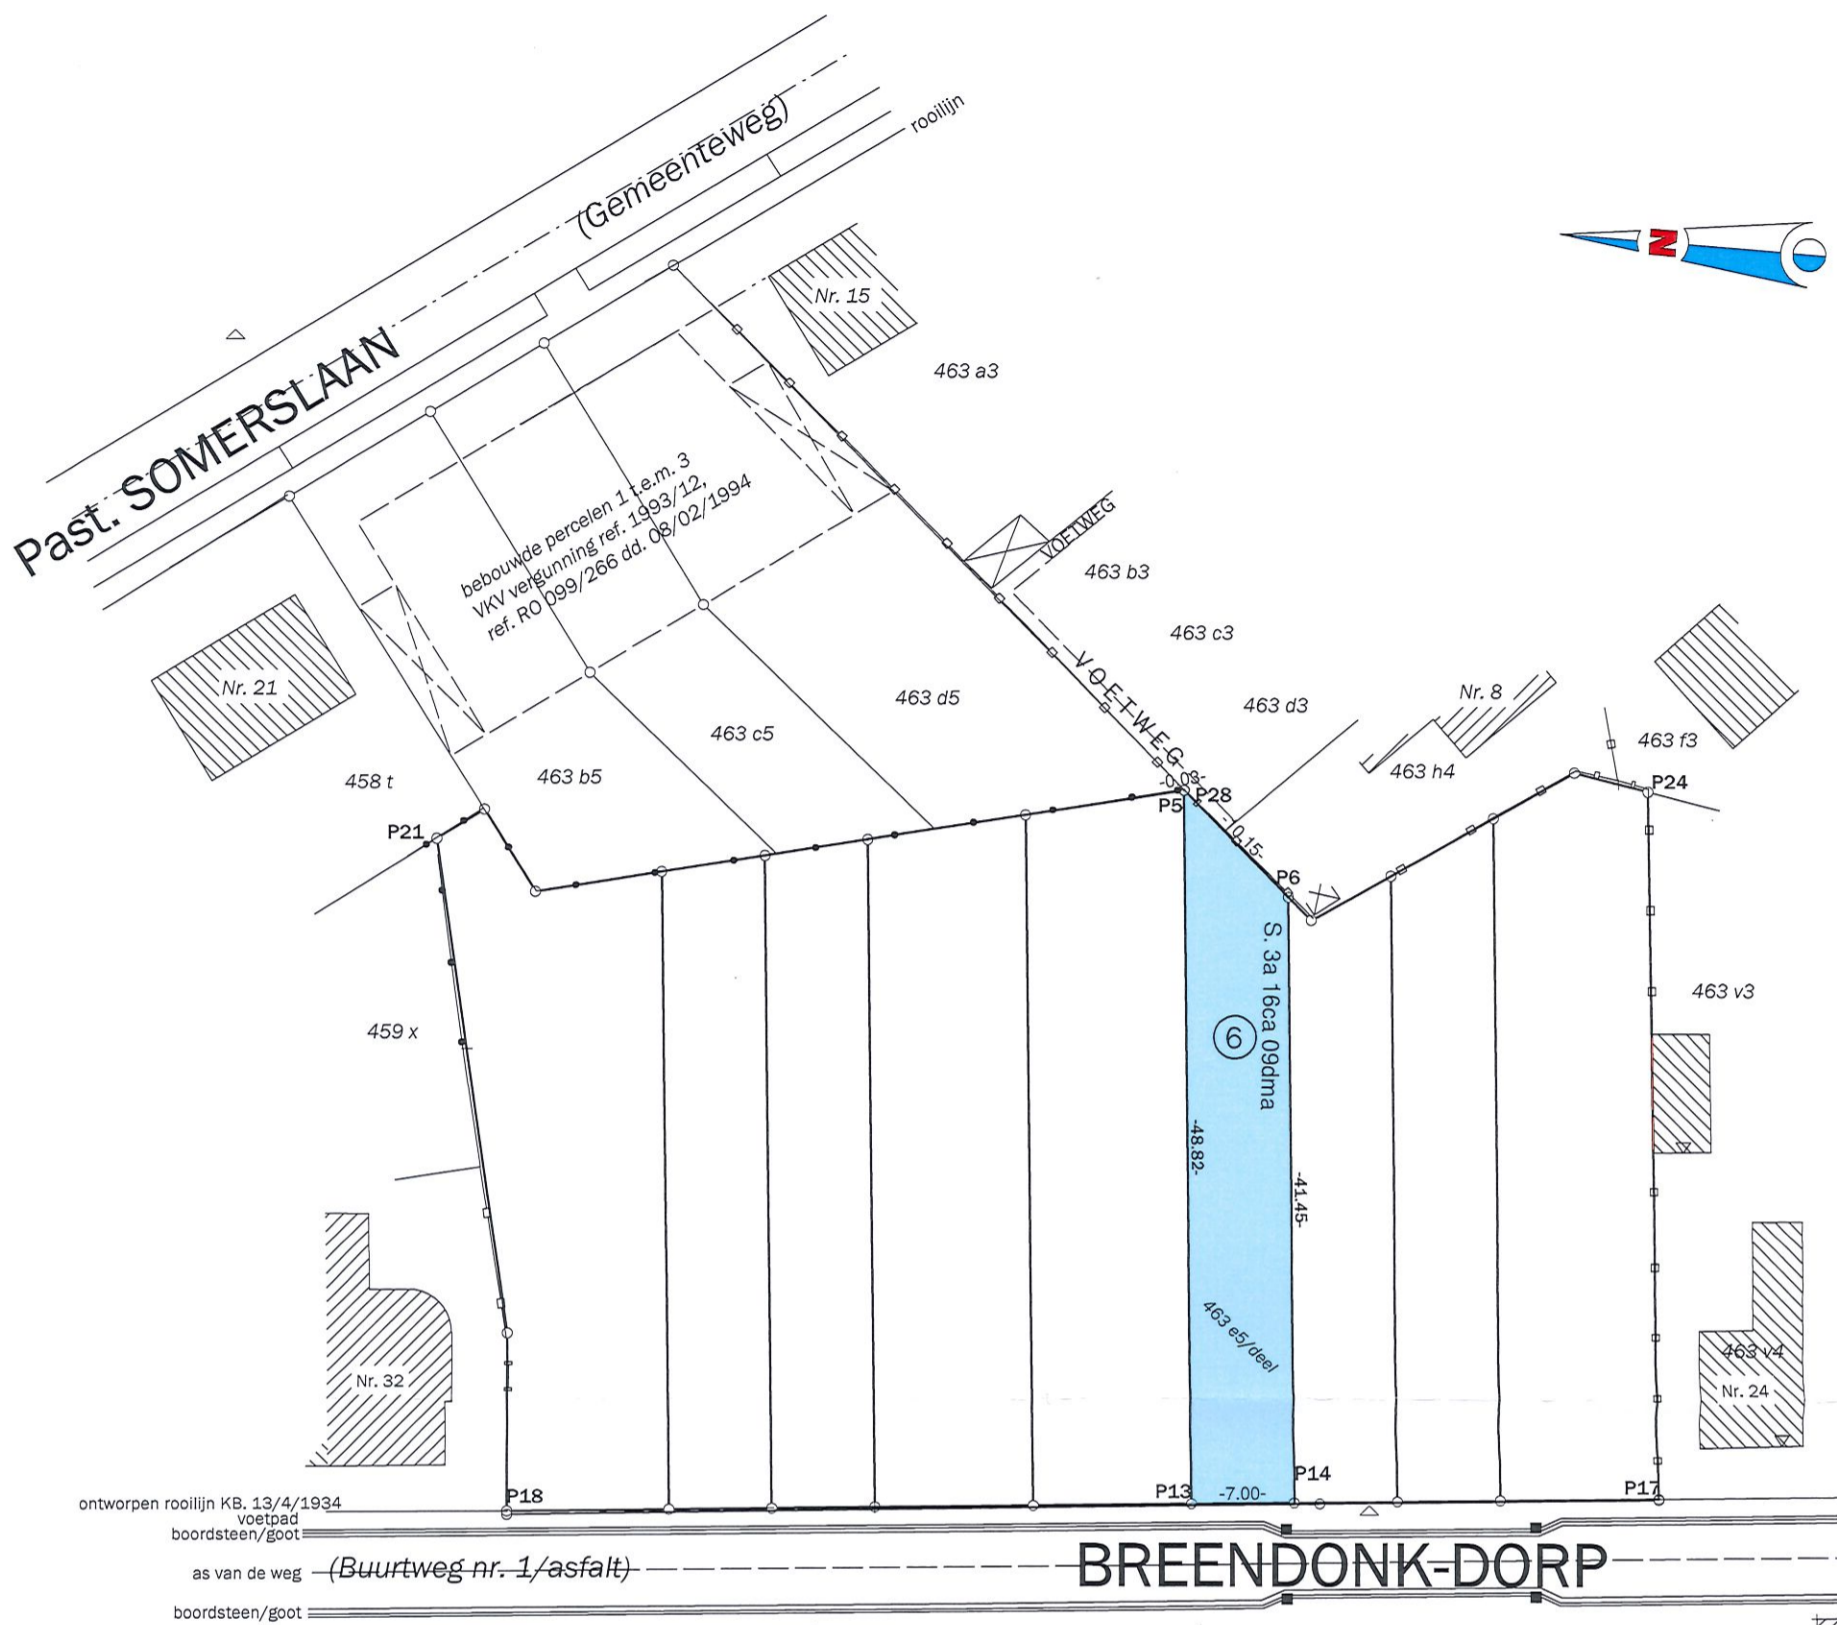 (Gemeenteweg)
rooilijn
Past. SOMERSLAAN
N
Nr. 15
463 a3
bebouwde percelen 1 t.e.m. 3
VKV vergunning ref. 1993/12,
ref. RO 099/266 dd. 08/02/1994
VOETWEG
463 b3
463 c3
VOETWEG
463 d3
Nr. 8
463 f3
463 h4
Nr. 21
463 d5
463 c5
463 b5
458 t
-0.03-
P28
P5
P24
P21
-0.15-
P6
S. 3a 16ca 09dma
6
463 v3
459 x
-48.82-
-41.45-
463 e5/deel
463 v4
Nr. 32
Nr. 24
P14
P13
-7.00-
P17
P18
ontworpen rooilijn KB. 13/4/1934
voetpad
boordsteen/goot
as van de weg
(Buurtweg nr. 1/asfalt)
BREENDONK-DORP
boordsteen/goot